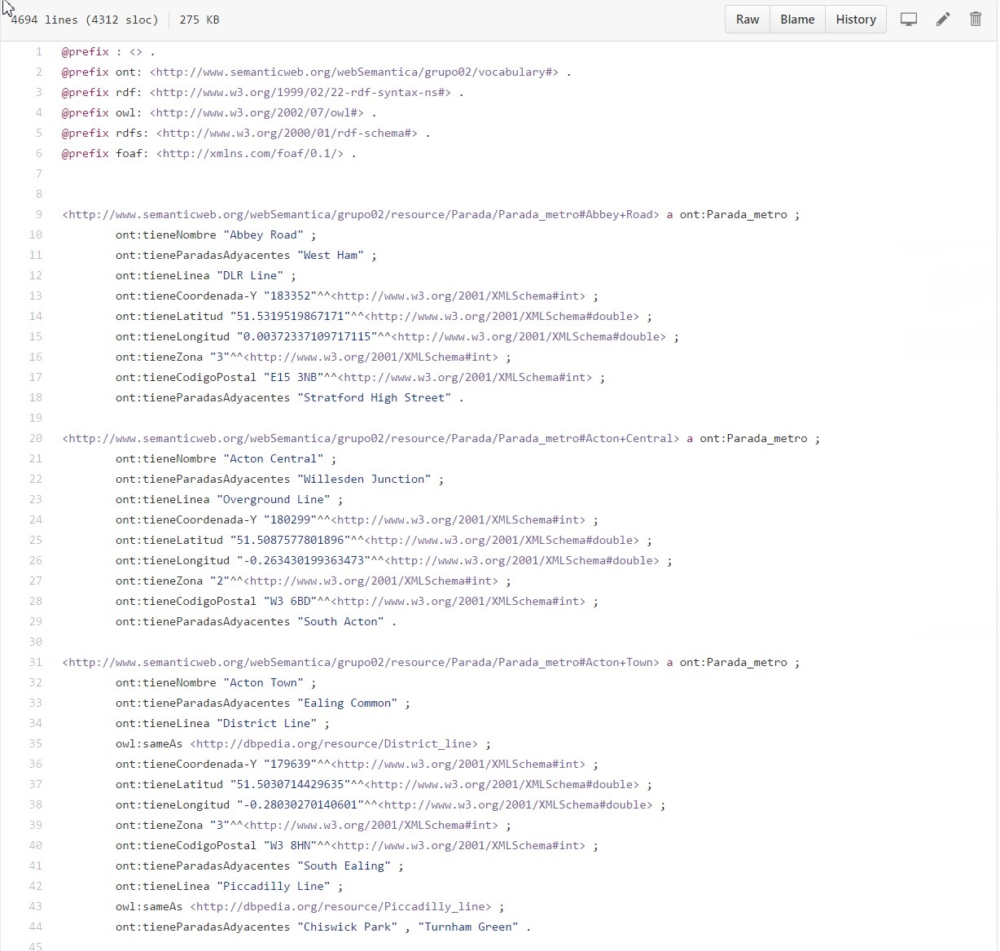 4694 lines (4312 sloc) 275 KB Raw Blame History
1 @prefix : <> .
2 @prefix ont: <http://www.semanticweb.org/webSemantica/grupo02/vocabulary#> .
3 @prefix rdf: <http://www.w3.org/1999/02/22-rdf-syntax-ns#> .
4 @prefix owl: <http://www.w3.org/2002/07/owl#> .
5 @prefix rdfs: <http://www.w3.org/2000/01/rdf-schema#> .
6 @prefix foaf: <http://xmlns.com/foaf/0.1/> .
7
8
9 <http://www.semanticweb.org/webSemantica/grupo02/resource/Parada/Parada_metro#Abbey+Road> a ont:Parada_metro ;
10 ont:tieneNombre "Abbey Road" ;
11 ont:tieneParadasAdyacentes "West Ham" ;
12 ont:tieneLinea "DLR Line" ;
13 ont:tieneCoordenada-Y "183352"^^<http://www.w3.org/2001/XMLSchema#int> ;
14 ont:tieneLatitud "51.5319519867171"^^<http://www.w3.org/2001/XMLSchema#double> ;
15 ont:tieneLongitud "0.00372337109717115"^^<http://www.w3.org/2001/XMLSchema#double> ;
16 ont:tieneZona "3"^^<http://www.w3.org/2001/XMLSchema#int> ;
17 ont:tieneCodigoPostal "E15 3NB"^^<http://www.w3.org/2001/XMLSchema#int> ;
18 ont:tieneParadasAdyacentes "Stratford High Street" .
19
20 <http://www.semanticweb.org/webSemantica/grupo02/resource/Parada/Parada_metro#Acton+Central> a ont:Parada_metro ;
21 ont:tieneNombre "Acton Central" ;
22 ont:tieneParadasAdyacentes "Willesden Junction" ;
23 ont:tieneLinea "Overground Line" ;
24 ont:tieneCoordenada-Y "180299"^^<http://www.w3.org/2001/XMLSchema#int> ;
25 ont:tieneLatitud "51.5087577801896"^^<http://www.w3.org/2001/XMLSchema#double> ;
26 ont:tieneLongitud "-0.263430199363473"^^<http://www.w3.org/2001/XMLSchema#double> ;
27 ont:tieneZona "2"^^<http://www.w3.org/2001/XMLSchema#int> ;
28 ont:tieneCodigoPostal "W3 6BD"^^<http://www.w3.org/2001/XMLSchema#int> ;
29 ont:tieneParadasAdyacentes "South Acton" .
30
31 <http://www.semanticweb.org/webSemantica/grupo02/resource/Parada/Parada_metro#Acton+Town> a ont:Parada_metro ;
32 ont:tieneNombre "Acton Town" ;
33 ont:tieneParadasAdyacentes "Ealing Common" ;
34 ont:tieneLinea "District Line" ;
35 owl:sameAs <http://dbpedia.org/resource/District_line> ;
36 ont:tieneCoordenada-Y "179639"^^<http://www.w3.org/2001/XMLSchema#int> ;
37 ont:tieneLatitud "51.5030714429635"^^<http://www.w3.org/2001/XMLSchema#double> ;
38 ont:tieneLongitud "-0.28030270140601"^^<http://www.w3.org/2001/XMLSchema#double> ;
39 ont:tieneZona "3"^^<http://www.w3.org/2001/XMLSchema#int> ;
40 ont:tieneCodigoPostal "W3 8HN"^^<http://www.w3.org/2001/XMLSchema#int> ;
41 ont:tieneParadasAdyacentes "South Ealing" ;
42 ont:tieneLinea "Piccadilly Line" ;
43 owl:sameAs <http://dbpedia.org/resource/Piccadilly_line> ;
44 ont:tieneParadasAdyacentes "Chiswick Park" , "Turnham Green" .
45